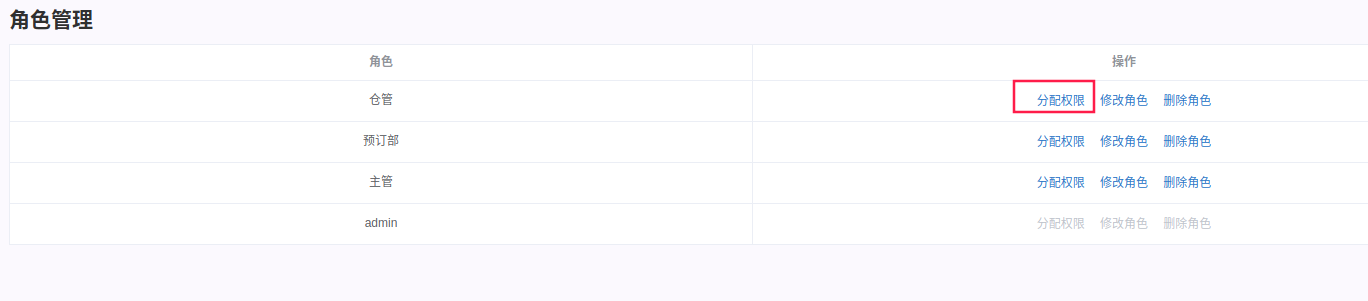 角色管理
角色 操作
仓管 分配权限 修改角色 删除角色
预订部 分配权限 修改角色 删除角色
主管 分配权限 修改角色 删除角色
admin 分配权限 修改角色 删除角色